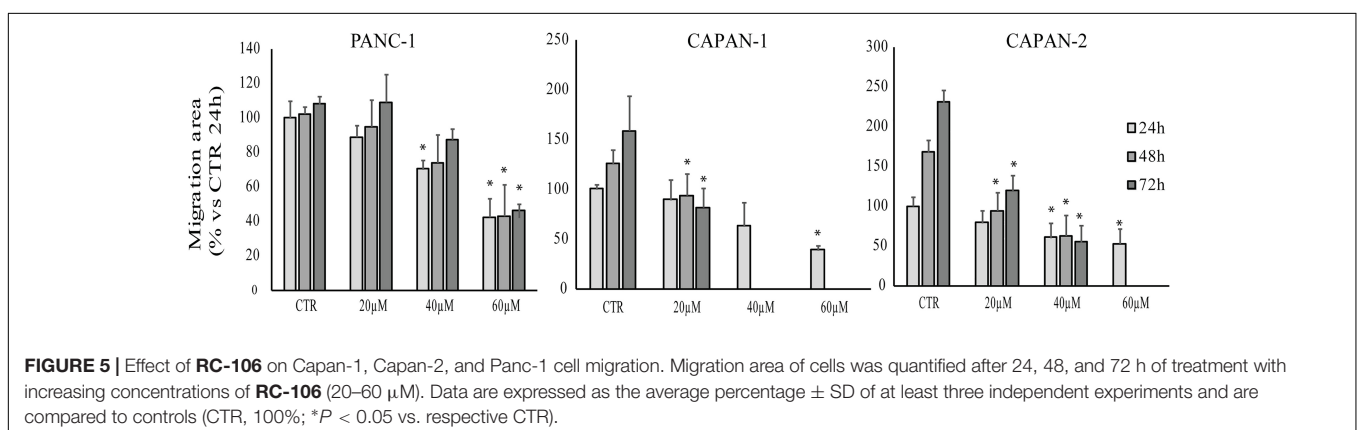 PANC-1
CAPAN-1
CAPAN-2
Migration area
(% vs CTR 24h)
140
120
100
80
60
40
20
0
*
*
*
*
CTR
20µM
40µM
60µM
250
200
150
100
50
0
*
*
*
CTR
20µM
40µM
60µM
300
250
200
150
100
50
0
*
*
*
*
*
*
CTR
20µM
40µM
60µM
24h
48h
72h
FIGURE 5 | Effect of RC-106 on Capan-1, Capan-2, and Panc-1 cell migration. Migration area of cells was quantified after 24, 48, and 72 h of treatment with
increasing concentrations of RC-106 (20–60 µM). Data are expressed as the average percentage ± SD of at least three independent experiments and are
compared to controls (CTR, 100%; *P < 0.05 vs. respective CTR).